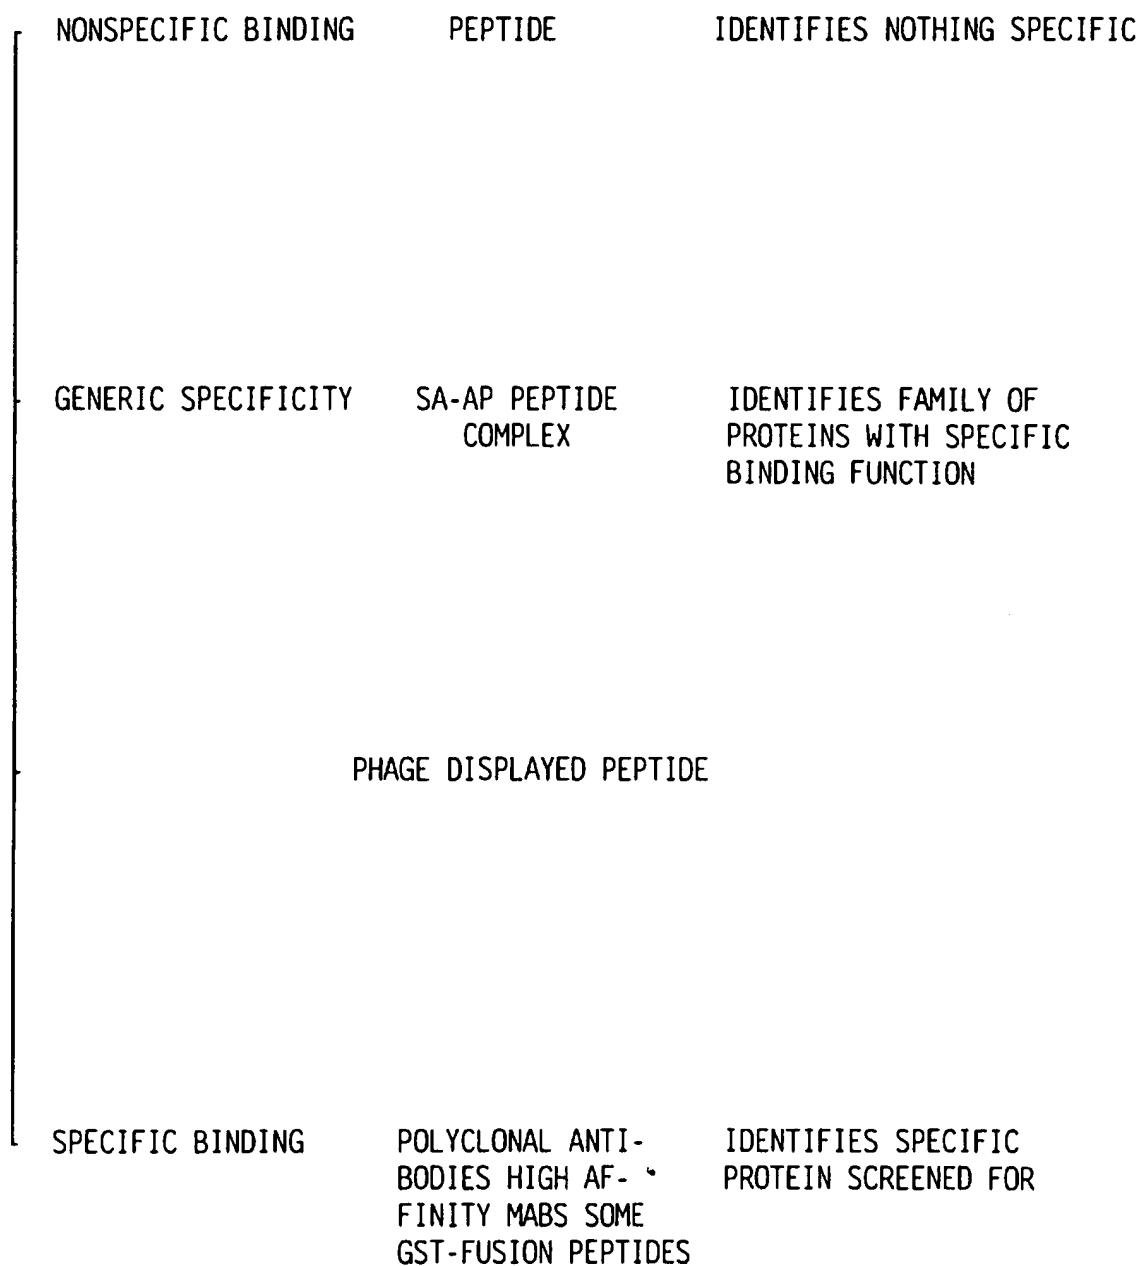 NONSPECIFIC BINDING PEPTIDE IDENTIFIES NOTHING SPECIFIC
GENERIC SPECIFICITY SA-AP PEPTIDE IDENTIFIES FAMILY OF
COMPLEX PROTEINS WITH SPECIFIC
BINDING FUNCTION
PHAGE DISPLAYED PEPTIDE
SPECIFIC BINDING POLYCLONAL ANTI- IDENTIFIES SPECIFIC
BODIES HIGH AF- PROTEIN SCREENED FOR
FINITY MABS SOME
GST-FUSION PEPTIDES